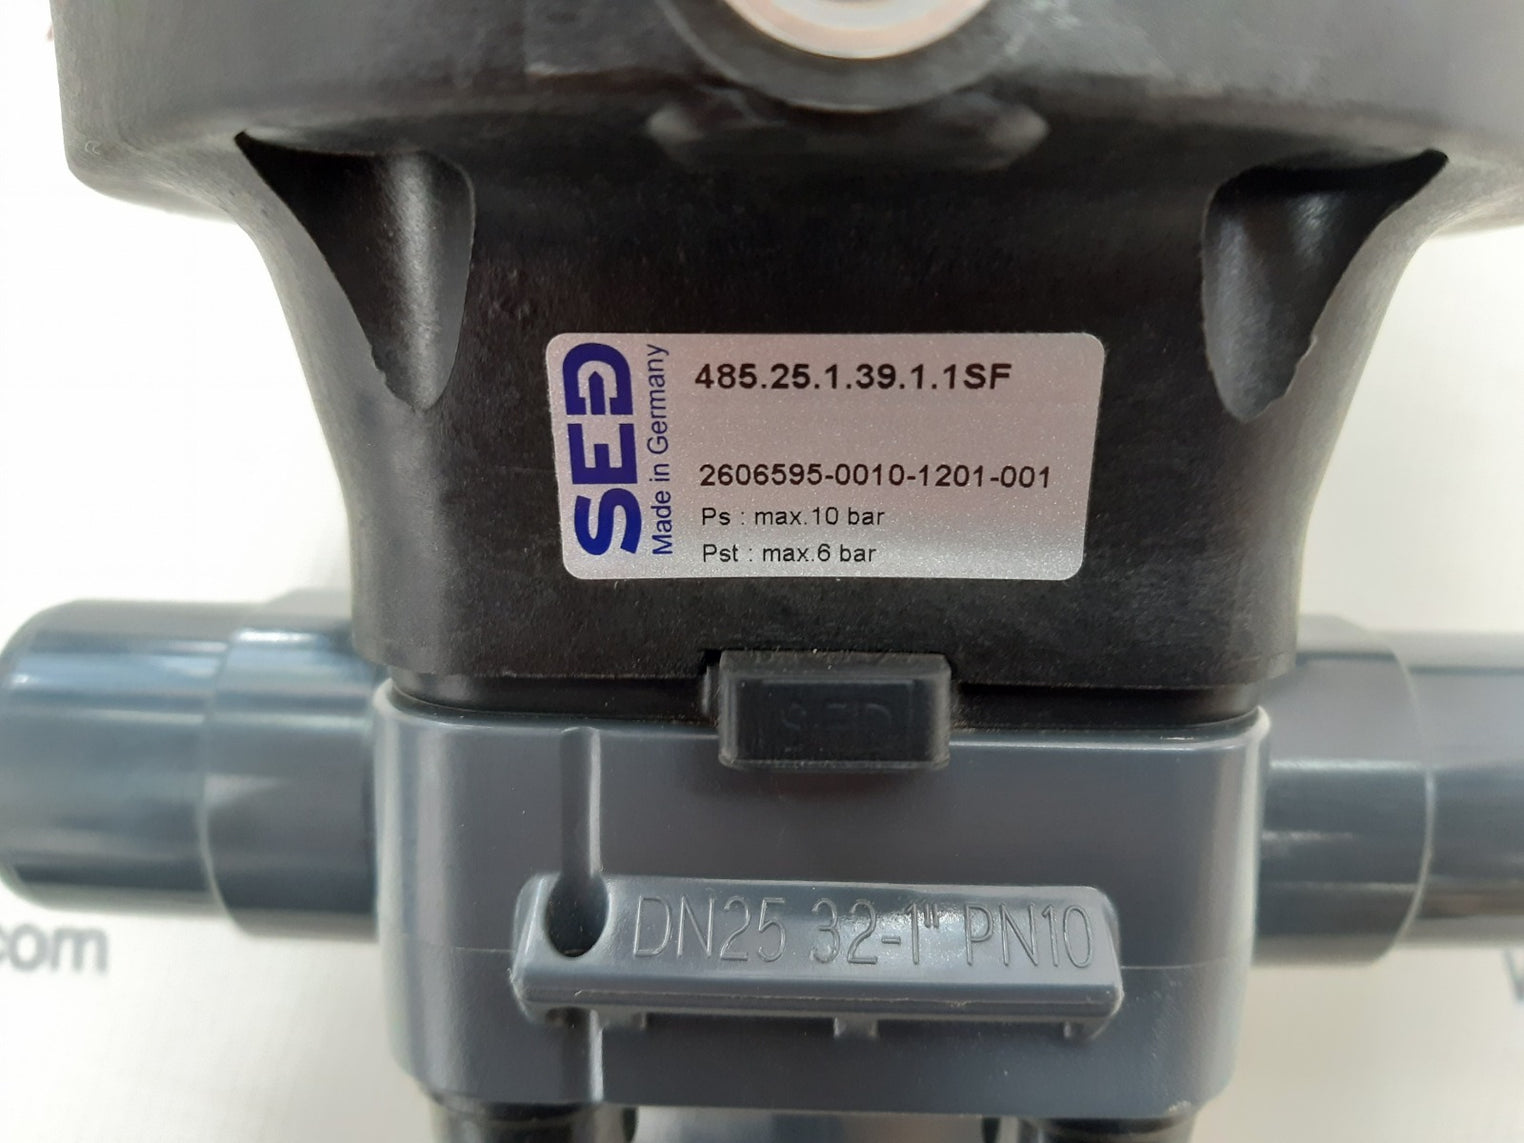 SED
Made in Germany
485.25.1.39.1.1SF
2606595-0010-1201-001
Ps : max.10 bar
Pst : max.6 bar
SED
DN25 32-1" PN10
.com